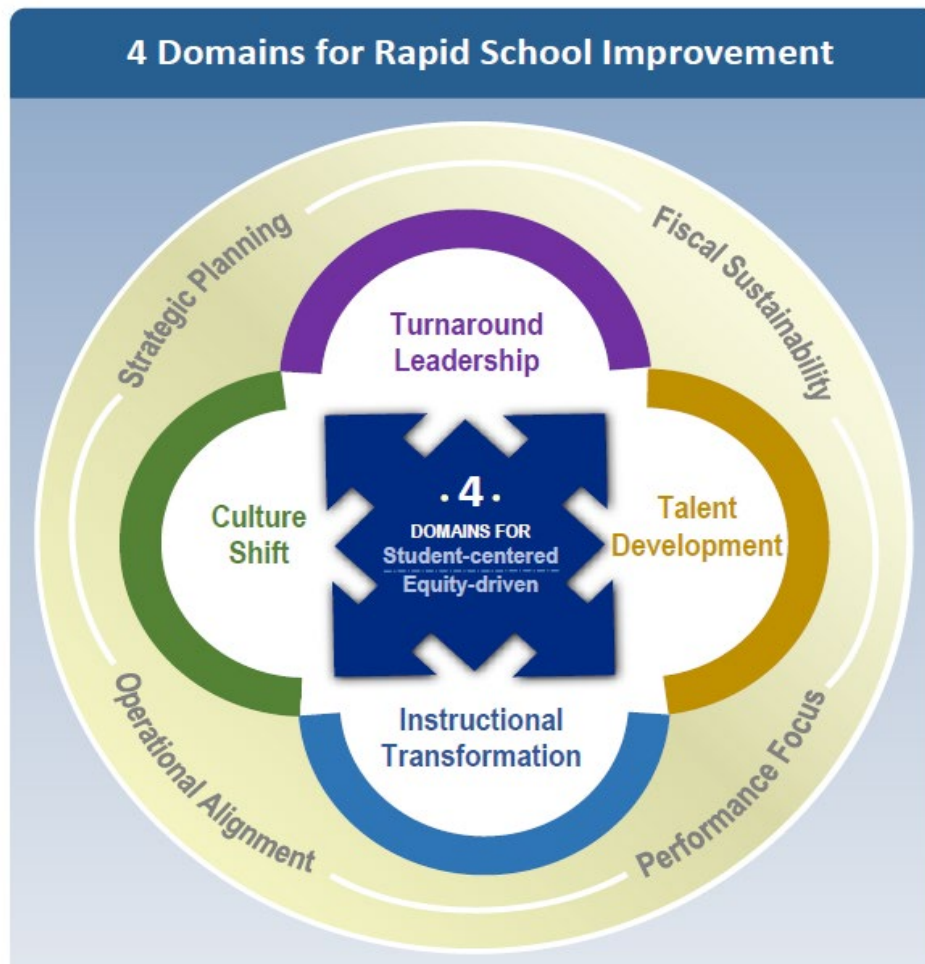 4 Domains for Rapid School Improvement
Strategic Planning
Fiscal Sustainability
Turnaround
Leadership
Culture
Shift
· 4 ·
DOMAINS FOR
Student-centered
Equity-driven
Talent
Development
Instructional
Transformation
Operational Alignment
Performance Focus